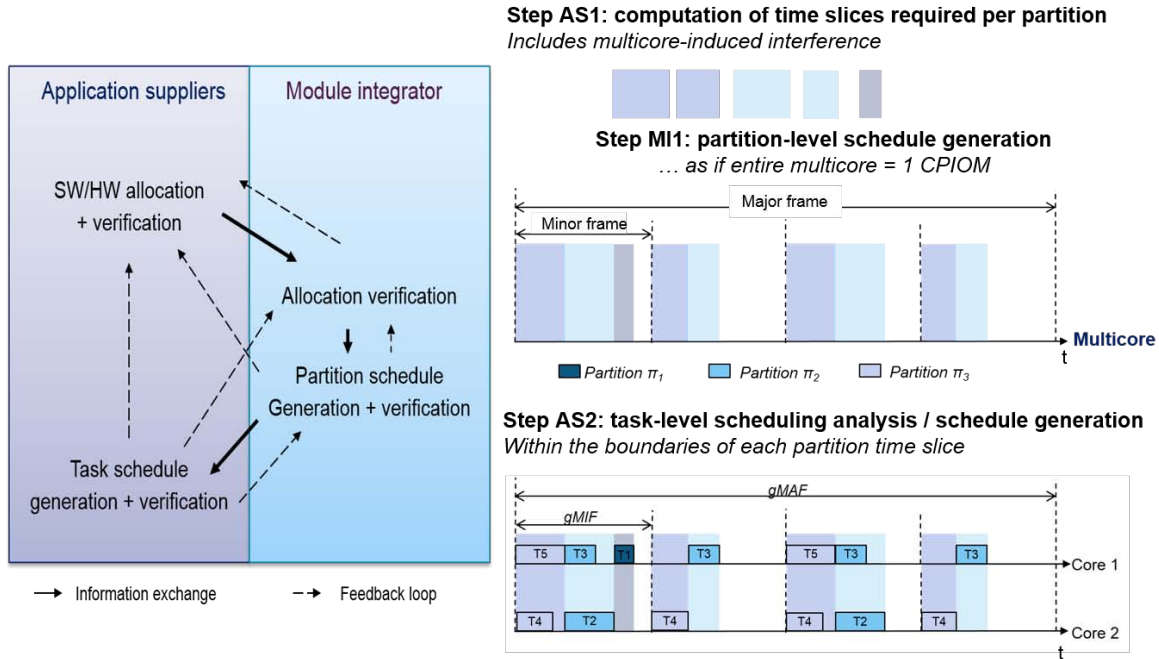 Application suppliers
Module integrator
SW/HW allocation
+ verification
Allocation verification
Partition schedule
Generation + verification
Task schedule
generation + verification
Information exchange
Feedback loop
Step AS1: computation of time slices required per partition
Includes multicore-induced interference
Step MI1: partition-level schedule generation
… as if entire multicore = 1 CPIOM
Major frame
Minor frame
Multicore
t
Partition π1
Partition π2
Partition π3
Step AS2: task-level scheduling analysis / schedule generation
Within the boundaries of each partition time slice
gMAF
gMIF
T5 T3 T1 T3 T5 T3 T3
Core 1
T4 T2 T4 T4 T2 T4
Core 2
t